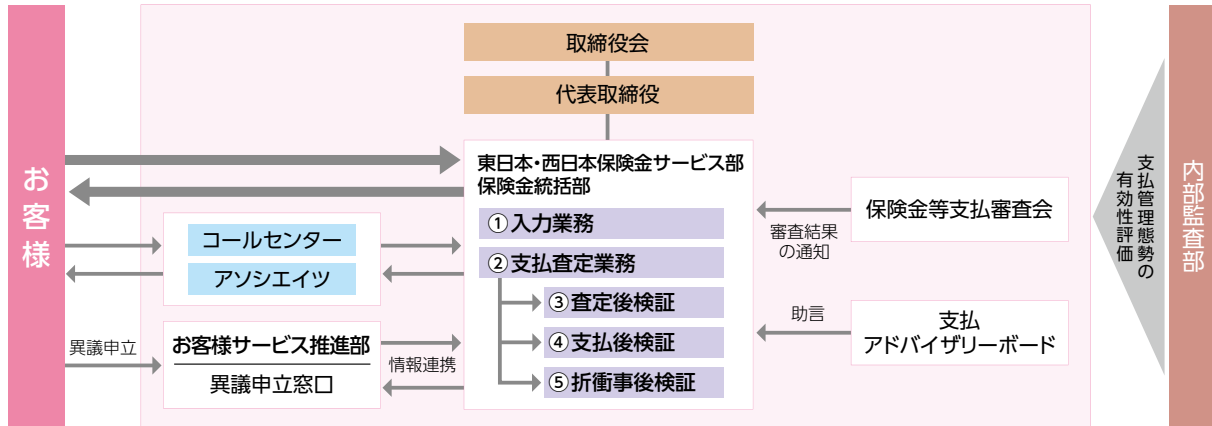 お客様
取締役会
代表取締役
東日本・西日本保険金サービス部
保険金統括部
①入力業務
②支払査定業務
③査定後検証
④支払後検証
⑤折衝事後検証
コールセンター
アソシエイツ
異議申立
お客様サービス推進部
異議申立窓口
情報連携
審査結果
の通知
保険金等支払審査会
助言
支払
アドバイザリーボード
支払管理態勢の
有効性評価
内部監査部